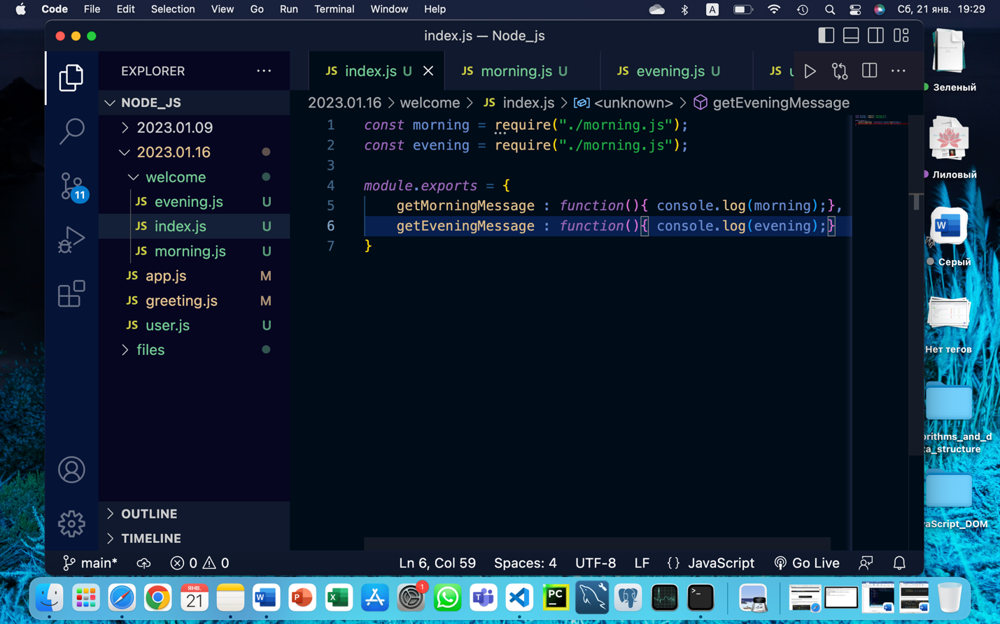 Code File Edit Selection View Go Run Terminal Window Help A Сб, 21 янв. 19:29
index.js — Node_js
EXPLORER
NODE_JS
2023.01.09
2023.01.16
welcome
JS evening.js U
JS index.js U
JS morning.js U
JS app.js M
JS greeting.js M
JS user.js U
files
OUTLINE
TIMELINE
11
JS index.js U JS morning.js U JS evening.js U JS
2023.01.16 > welcome > JS index.js > <unknown> > getEveningMessage
1 const morning = require("./morning.js");
2 const evening = require("./morning.js");
3
4 module.exports = {
5 getMorningMessage : function(){ console.log(morning);},
6 getEveningMessage : function(){ console.log(evening);}
7 }
main* 0 0 Ln 6, Col 59 Spaces: 4 UTF-8 LF {} JavaScript Go Live
Зеленый
Лиловый
W
Серый
Нет тегов
rithms_and_d
a_structure
aScript_DOM
ЯНВ.
21
W
P
X
1
T
PC
>_